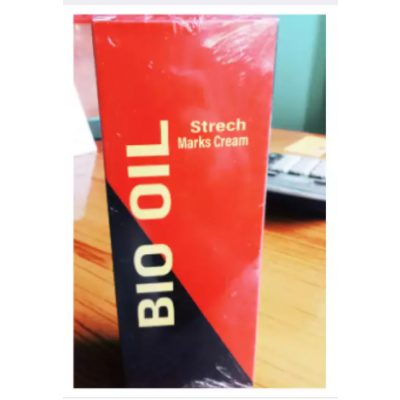 BIO OIL
Strech
Marks Cream